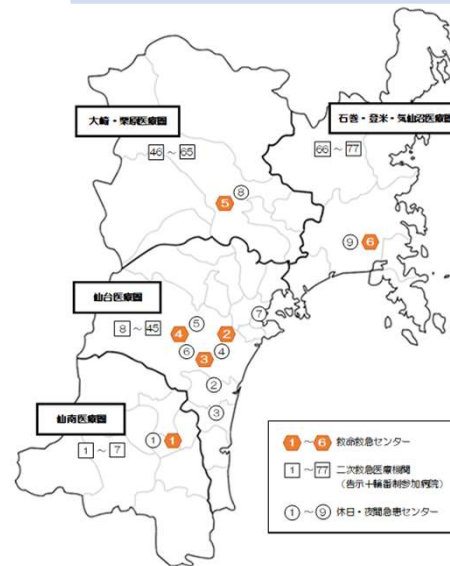 大崎・栗原医療圏
46 ～ 65
石巻・登米・気仙沼医療圏
66 ～ 77
5
8
9
6
仙台医療圏
8 ～ 45
4
5
2
7
6
3
4
2
3
仙南医療圏
1 ～ 7
1
1
1 ～ 6 救命救急センター
1 ～ 77 二次救急医療機関
（告示＋輪番制参加病院）
1 ～ 9 休日・夜間急患センター